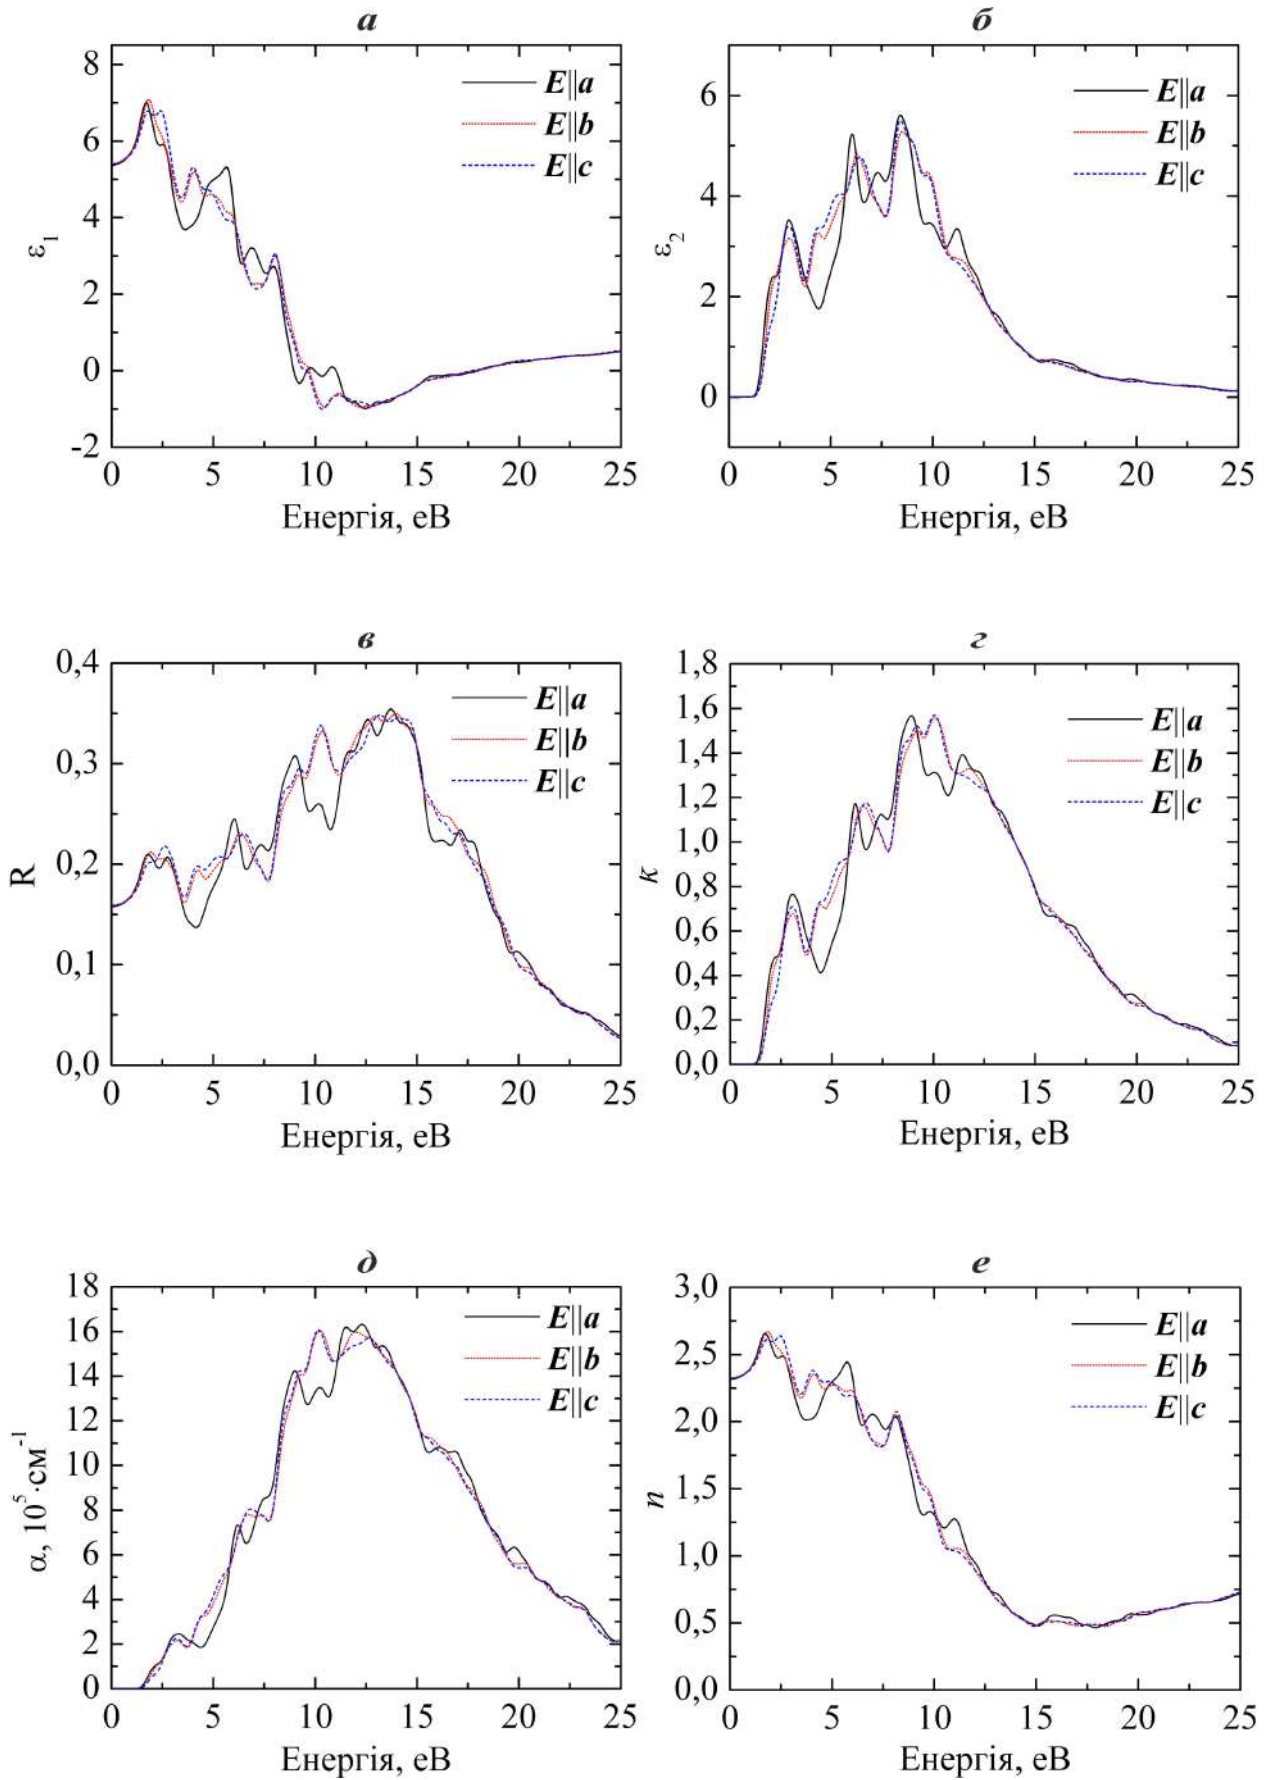 а
8
6
4
2
0
-2
ε1
E||a
E||b
E||c
0 5 10 15 20 25
Енергія, еВ
б
6
4
2
0
ε2
E||a
E||b
E||c
0 5 10 15 20 25
Енергія, еВ
в
0,4
0,3
0,2
0,1
0,0
R
E||a
E||b
E||c
0 5 10 15 20 25
Енергія, еВ
г
1,8
1,6
1,4
1,2
1,0
0,8
0,6
0,4
0,2
0,0
κ
E||a
E||b
E||c
0 5 10 15 20 25
Енергія, еВ
д
18
16
14
12
10
8
6
4
2
0
α, 10⁵·см⁻¹
E||a
E||b
E||c
0 5 10 15 20 25
Енергія, еВ
е
3,0
2,5
2,0
1,5
1,0
0,5
0,0
n
E||a
E||b
E||c
0 5 10 15 20 25
Енергія, еВ